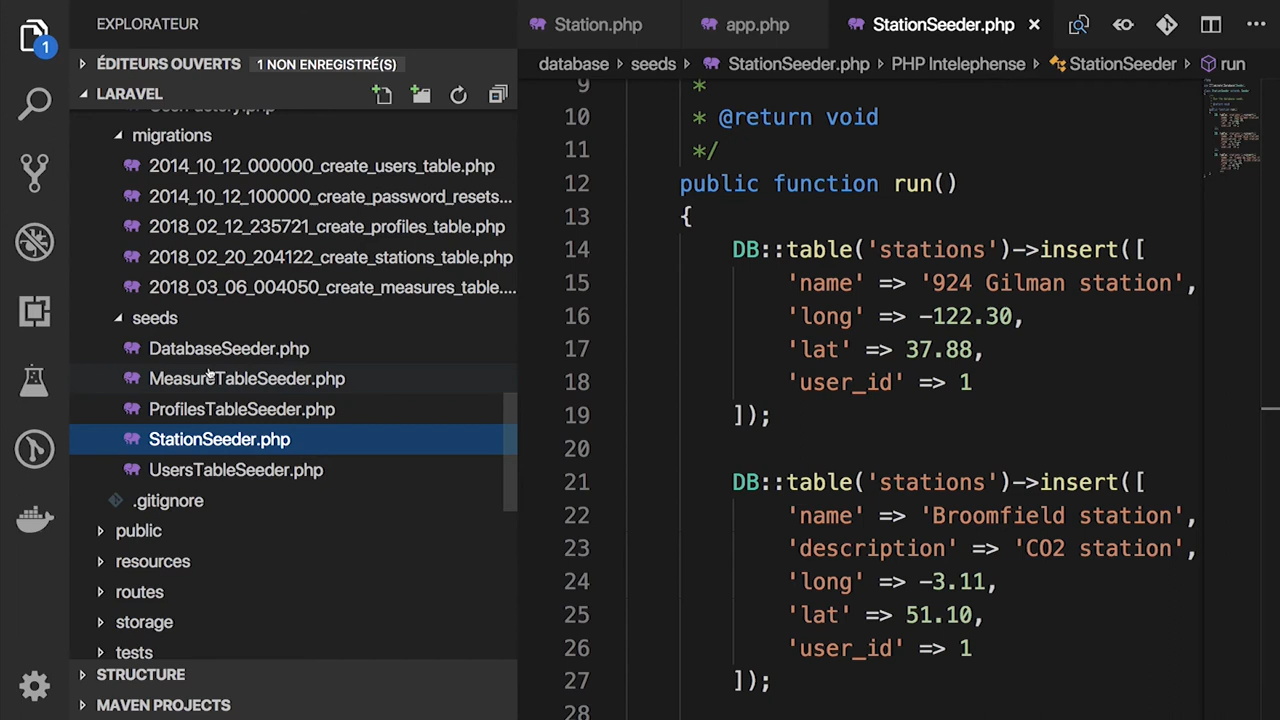 EXPLORATEUR
ÉDITEURS OUVERTS 1 NON ENREGISTRÉ(S)
LARAVEL
migrations
2014_10_12_000000_create_users_table.php
2014_10_12_100000_create_password_resets...
2018_02_12_235721_create_profiles_table.php
2018_02_20_204122_create_stations_table.php
2018_03_06_004050_create_measures_table....
seeds
DatabaseSeeder.php
MeasureTableSeeder.php
ProfilesTableSeeder.php
StationSeeder.php
UsersTableSeeder.php
.gitignore
public
resources
routes
storage
tests
STRUCTURE
MAVEN PROJECTS
1
Station.php app.php StationSeeder.php ×
database › seeds › StationSeeder.php › PHP Intelephense › StationSeeder › run
9 *
10 * @return void
11 */
12 public function run()
13 {
14 DB::table('stations')->insert([
15 'name' => '924 Gilman station',
16 'long' => -122.30,
17 'lat' => 37.88,
18 'user_id' => 1
19 ]);
20
21 DB::table('stations')->insert([
22 'name' => 'Broomfield station',
23 'description' => 'CO2 station',
24 'long' => -3.11,
25 'lat' => 51.10,
26 'user_id' => 1
27 ]);
28